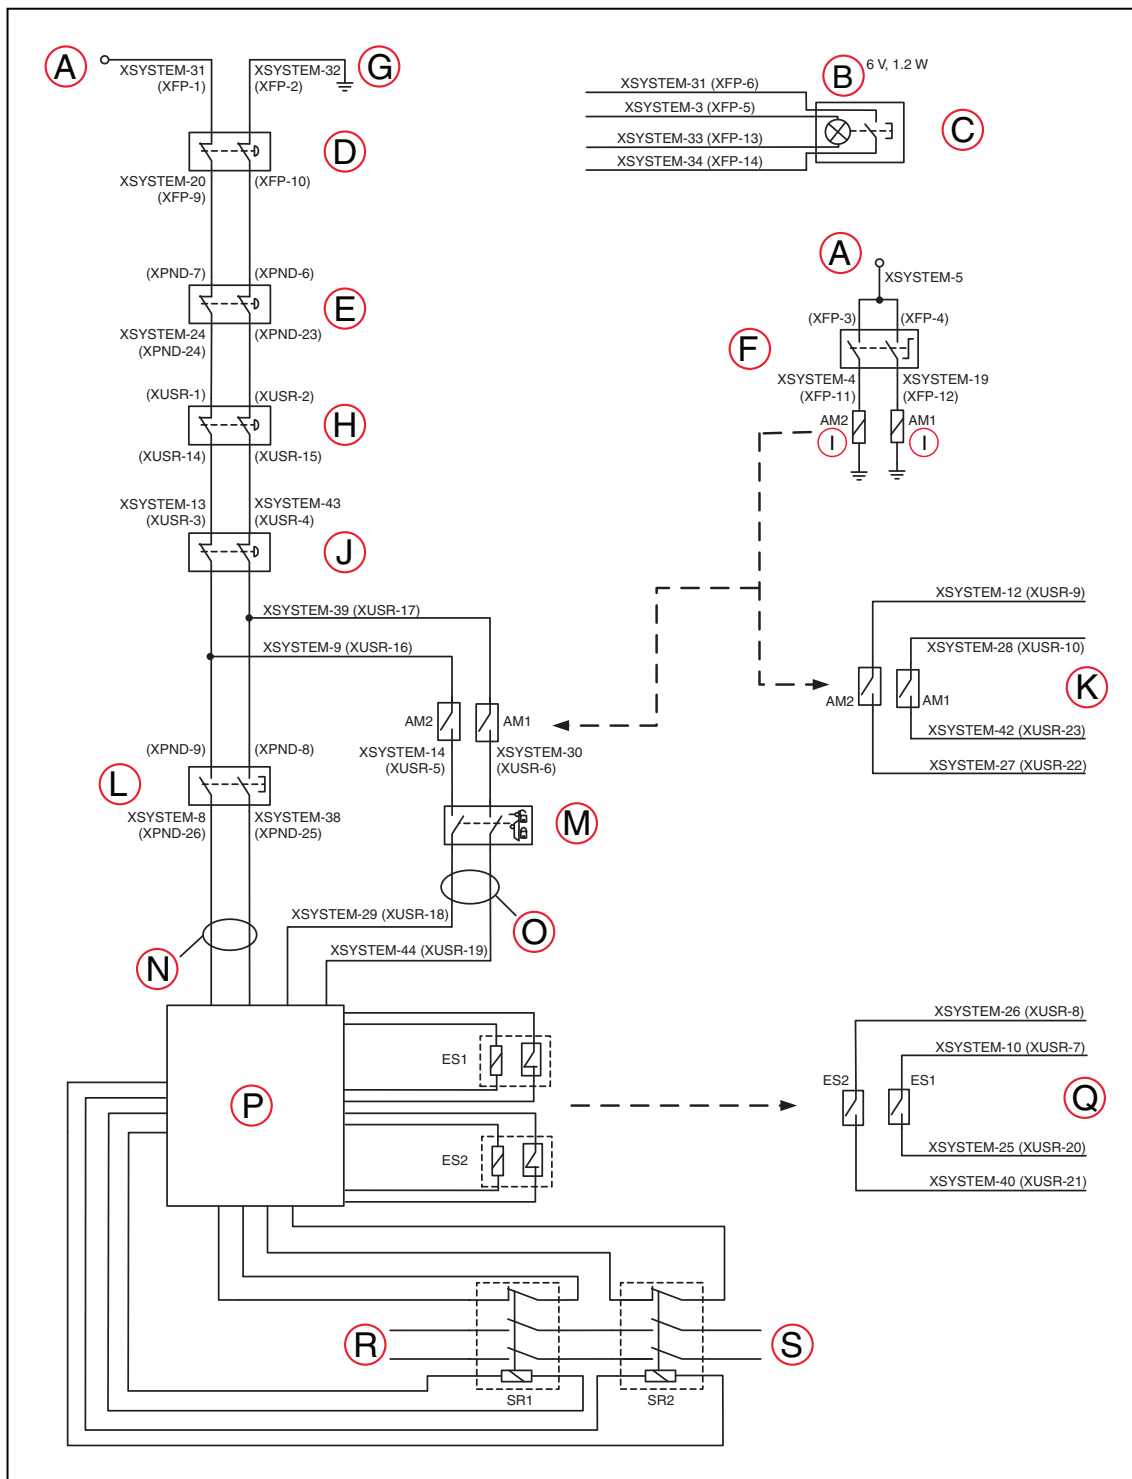 A
XSYSTEM-31
(XFP-1)
XSYSTEM-32
(XFP-2)
G
B
6 V, 1.2 W
XSYSTEM-31 (XFP-6)
XSYSTEM-3 (XFP-5)
XSYSTEM-33 (XFP-13)
XSYSTEM-34 (XFP-14)
C
D
XSYSTEM-20
(XFP-9)
(XFP-10)
A
XSYSTEM-5
(XPND-7)
(XPND-6)
E
XSYSTEM-24
(XPND-24)
(XPND-23)
(XFP-3)
(XFP-4)
F
XSYSTEM-4
(XFP-11)
XSYSTEM-19
(XFP-12)
AM2
AM1
I
I
(XUSR-1)
(XUSR-2)
H
(XUSR-14)
(XUSR-15)
XSYSTEM-13
(XUSR-3)
XSYSTEM-43
(XUSR-4)
J
XSYSTEM-39 (XUSR-17)
XSYSTEM-9 (XUSR-16)
XSYSTEM-12 (XUSR-9)
XSYSTEM-28 (XUSR-10)
K
AM2
AM1
XSYSTEM-42 (XUSR-23)
XSYSTEM-27 (XUSR-22)
AM2
AM1
XSYSTEM-14
(XUSR-5)
XSYSTEM-30
(XUSR-6)
(XPND-9)
(XPND-8)
L
XSYSTEM-8
(XPND-26)
XSYSTEM-38
(XPND-25)
M
XSYSTEM-29 (XUSR-18)
O
XSYSTEM-44 (XUSR-19)
N
P
ES1
ES2
XSYSTEM-26 (XUSR-8)
XSYSTEM-10 (XUSR-7)
ES2
ES1
Q
XSYSTEM-25 (XUSR-20)
XSYSTEM-40 (XUSR-21)
R
S
SR1
SR2